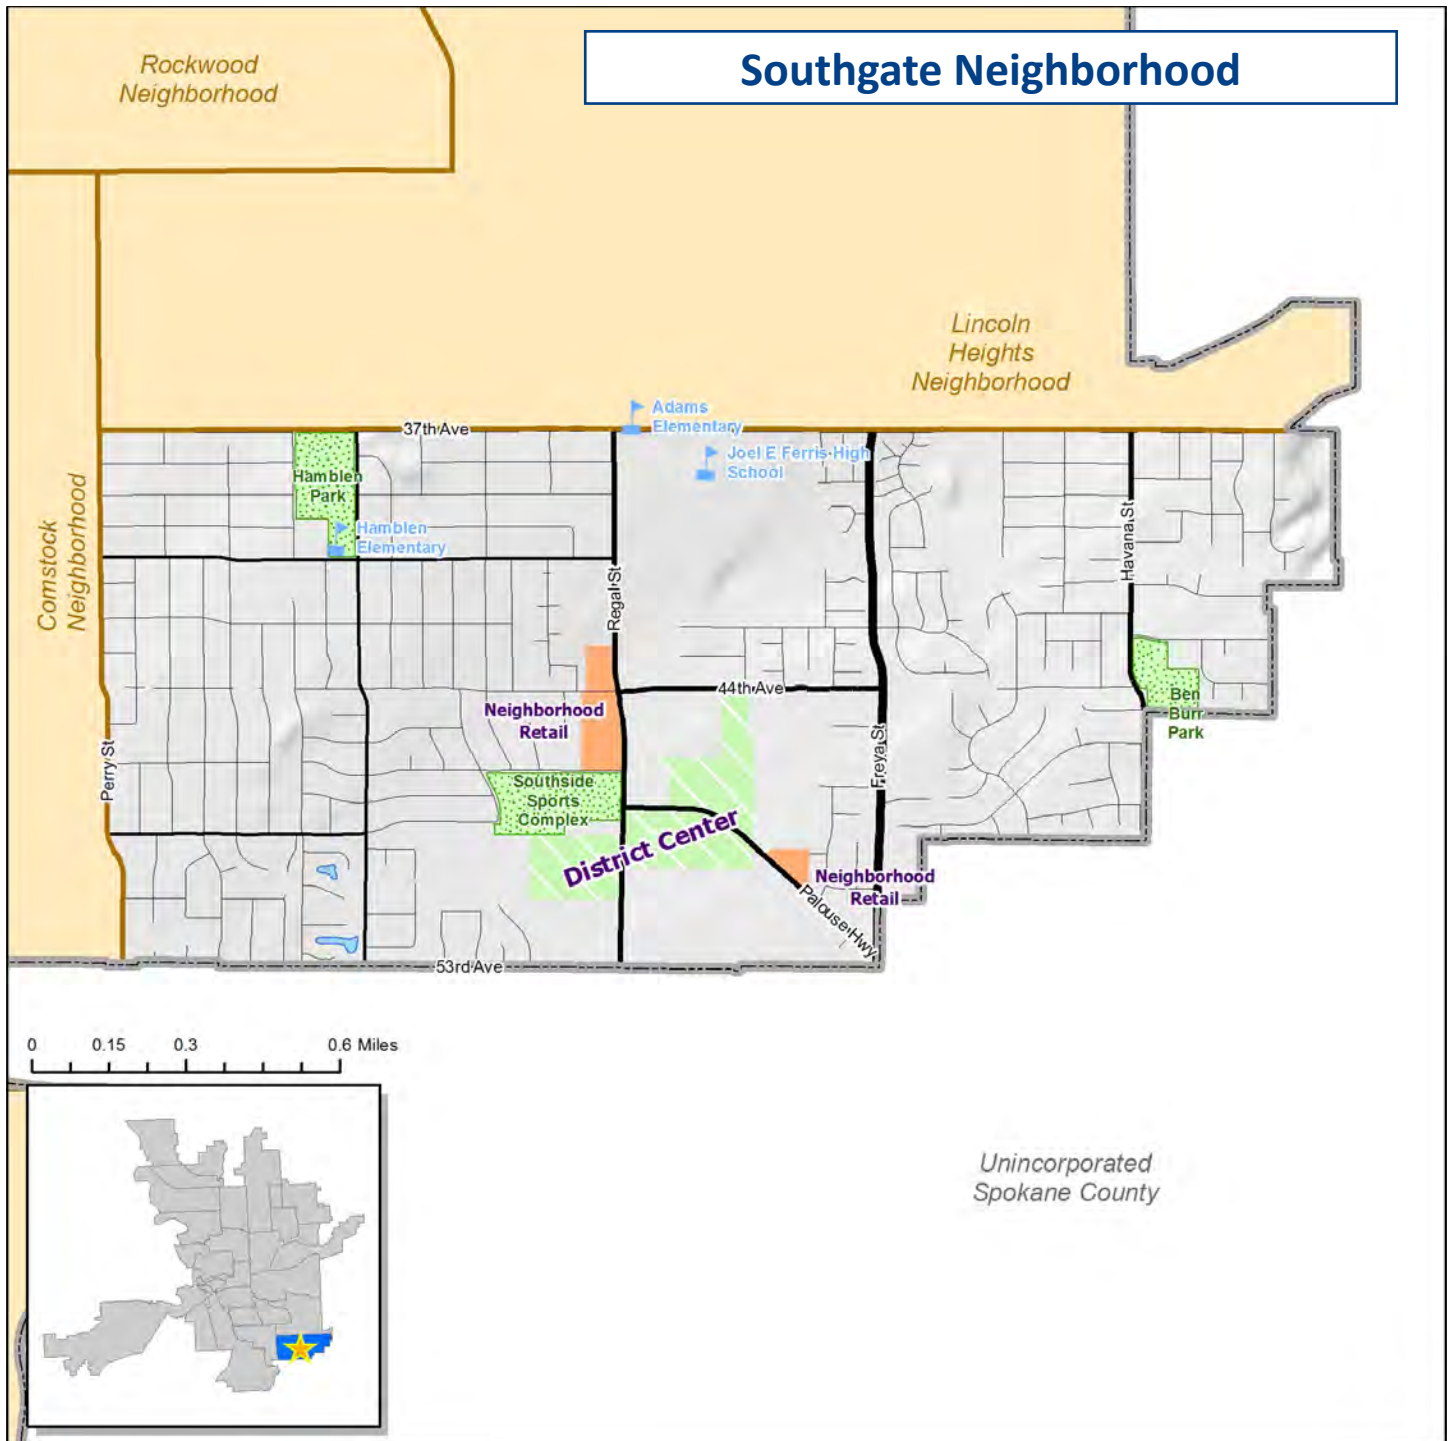 Southgate Neighborhood
Rockwood
Neighborhood
Lincoln
Heights
Neighborhood
Adams
Elementary
37th Ave
Joel E Ferris High
School
Hamblen
Park
Hamblen
Elementary
Comstock
Neighborhood
Regal St
Havana St
44th Ave
Neighborhood
Retail
Ben
Burr
Park
Perry St
Freya St
Southside
Sports
Complex
District Center
Neighborhood
Retail
Palouse Hwy
53rd Ave
0 0.15 0.3 0.6 Miles
Unincorporated
Spokane County